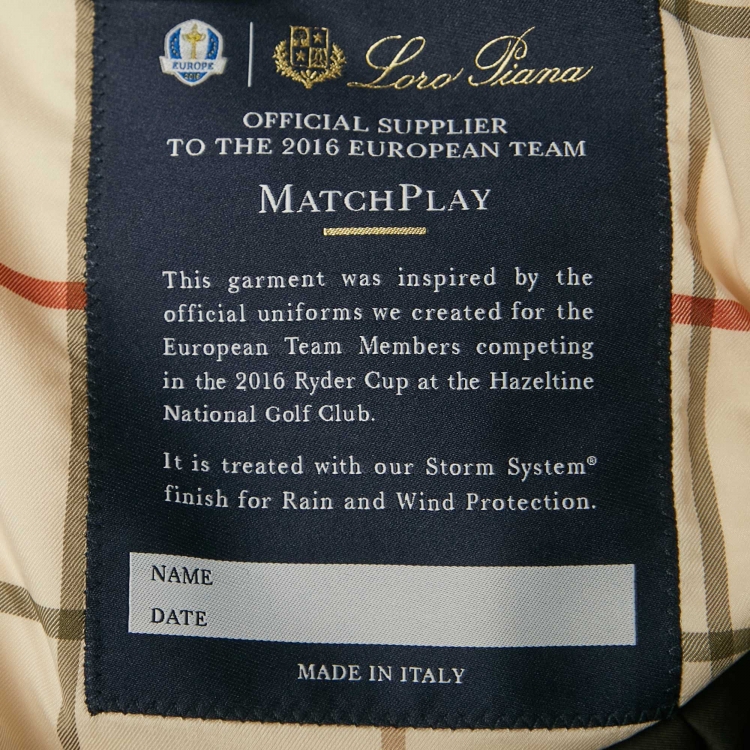 EUROPE
2016
Loro Piana
OFFICIAL SUPPLIER
TO THE 2016 EUROPEAN TEAM
MATCHPLAY
This garment was inspired by the
official uniforms we created for the
European Team Members competing
in the 2016 Ryder Cup at the Hazeltine
National Golf Club.
It is treated with our Storm System®
finish for Rain and Wind Protection.
NAME
DATE
MADE IN ITALY